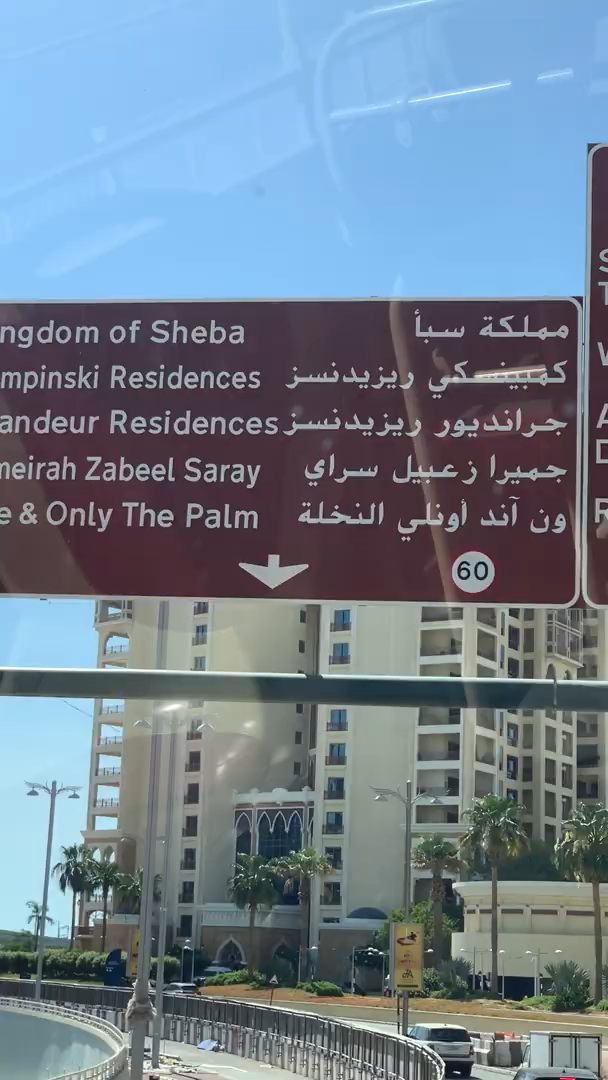 ngdom of Sheba مملكة سبأ
mpinski Residences كمبينسكي ريزيدنسز
andeur Residences جرانديور ريزيدنسز
meirah Zabeel Saray جميرا زعبيل سراي
e & Only The Palm ون آند أونلي النخلة
60